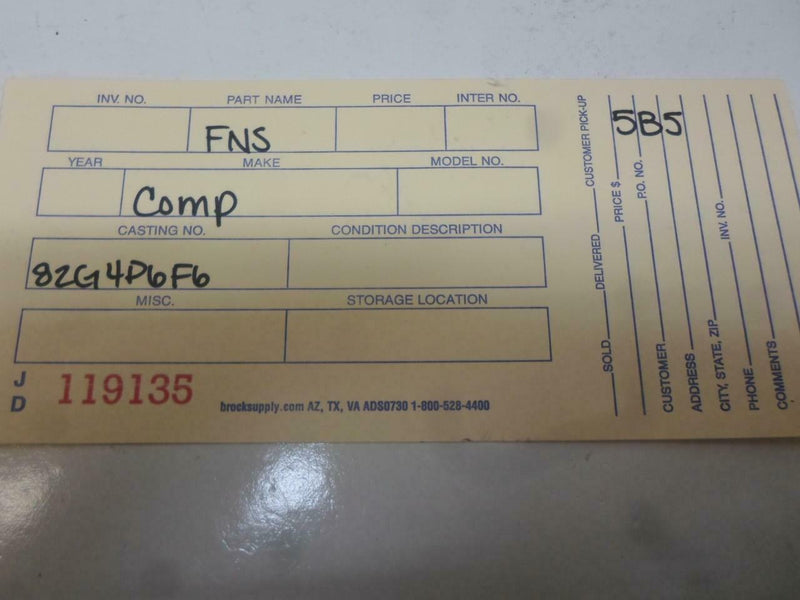 INV. NO. PART NAME PRICE INTER NO.
FNS
YEAR MAKE MODEL NO.
Comp
CASTING NO. CONDITION DESCRIPTION
82G4P6F6
MISC. STORAGE LOCATION
J D 119135
brocksupply.com AZ, TX, VA ADS0730 1-800-528-4400
5B5
SOLD DELIVERED CUSTOMER PICK-UP
PRICE $
P.O. NO.
CUSTOMER
ADDRESS
CITY, STATE, ZIP INV. NO.
PHONE
COMMENTS